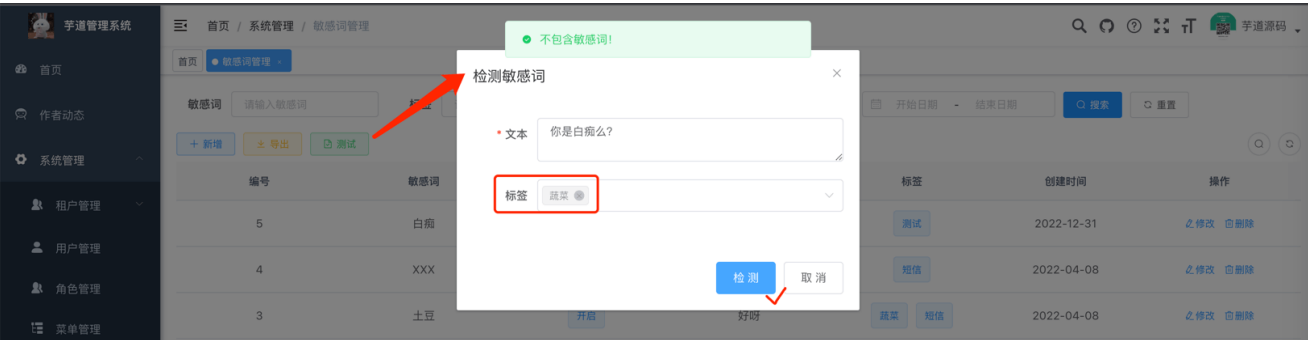 芋道管理系统
首页 / 系统管理 / 敏感词管理
芋道源码
不包含敏感词!
首页
敏感词管理
首页
作者动态
系统管理
租户管理
用户管理
角色管理
菜单管理
敏感词 请输入敏感词 标签 开始日期 - 结束日期 搜索 重置
新增 导出 测试
检测敏感词
* 文本 你是白痴么?
标签 蔬菜
检 测 取 消
编号 敏感词 标签 创建时间 操作
5 白痴 测试 2022-12-31 修改 删除
4 XXX 短信 2022-04-08 修改 删除
3 土豆 开启 好呀 蔬菜 短信 2022-04-08 修改 删除